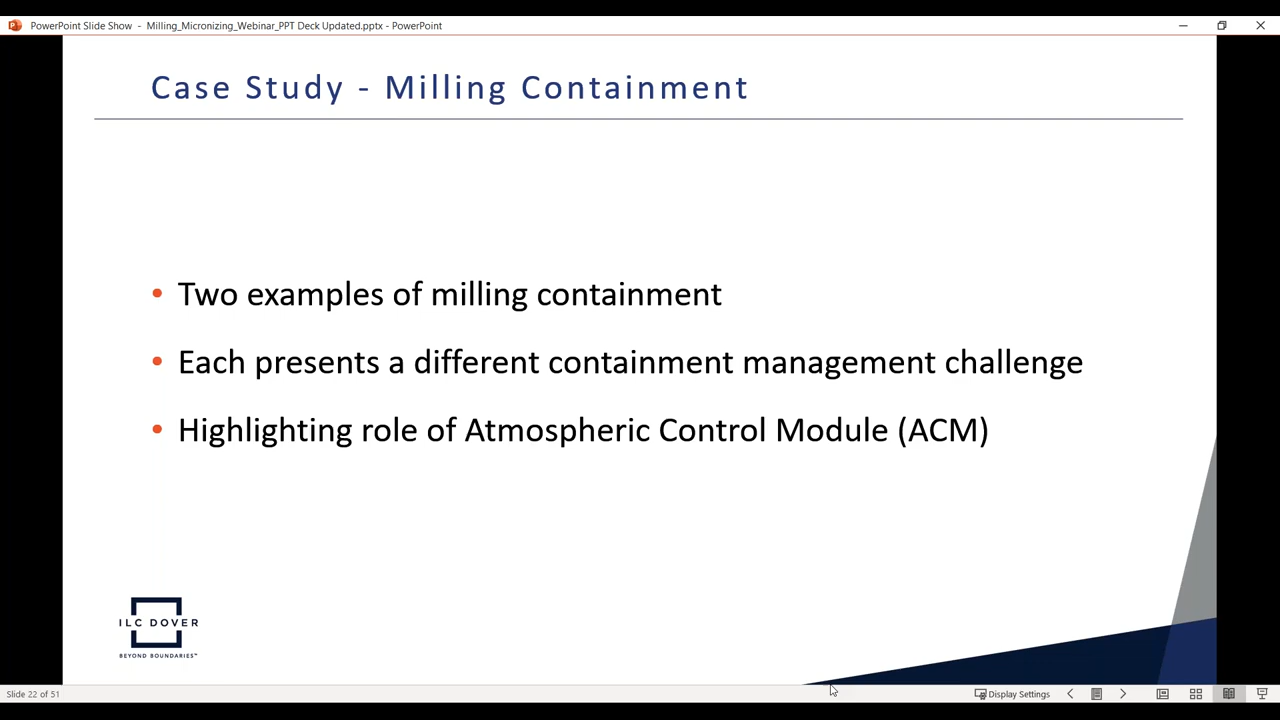 PowerPoint Slide Show - Milling_Micronizing_Webinar_PPT Deck Updated.pptx - PowerPoint
Case Study - Milling Containment
• Two examples of milling containment
• Each presents a different containment management challenge
• Highlighting role of Atmospheric Control Module (ACM)
ILC DOVER
BEYOND BOUNDARIES™
Slide 22 of 51
Display Settings